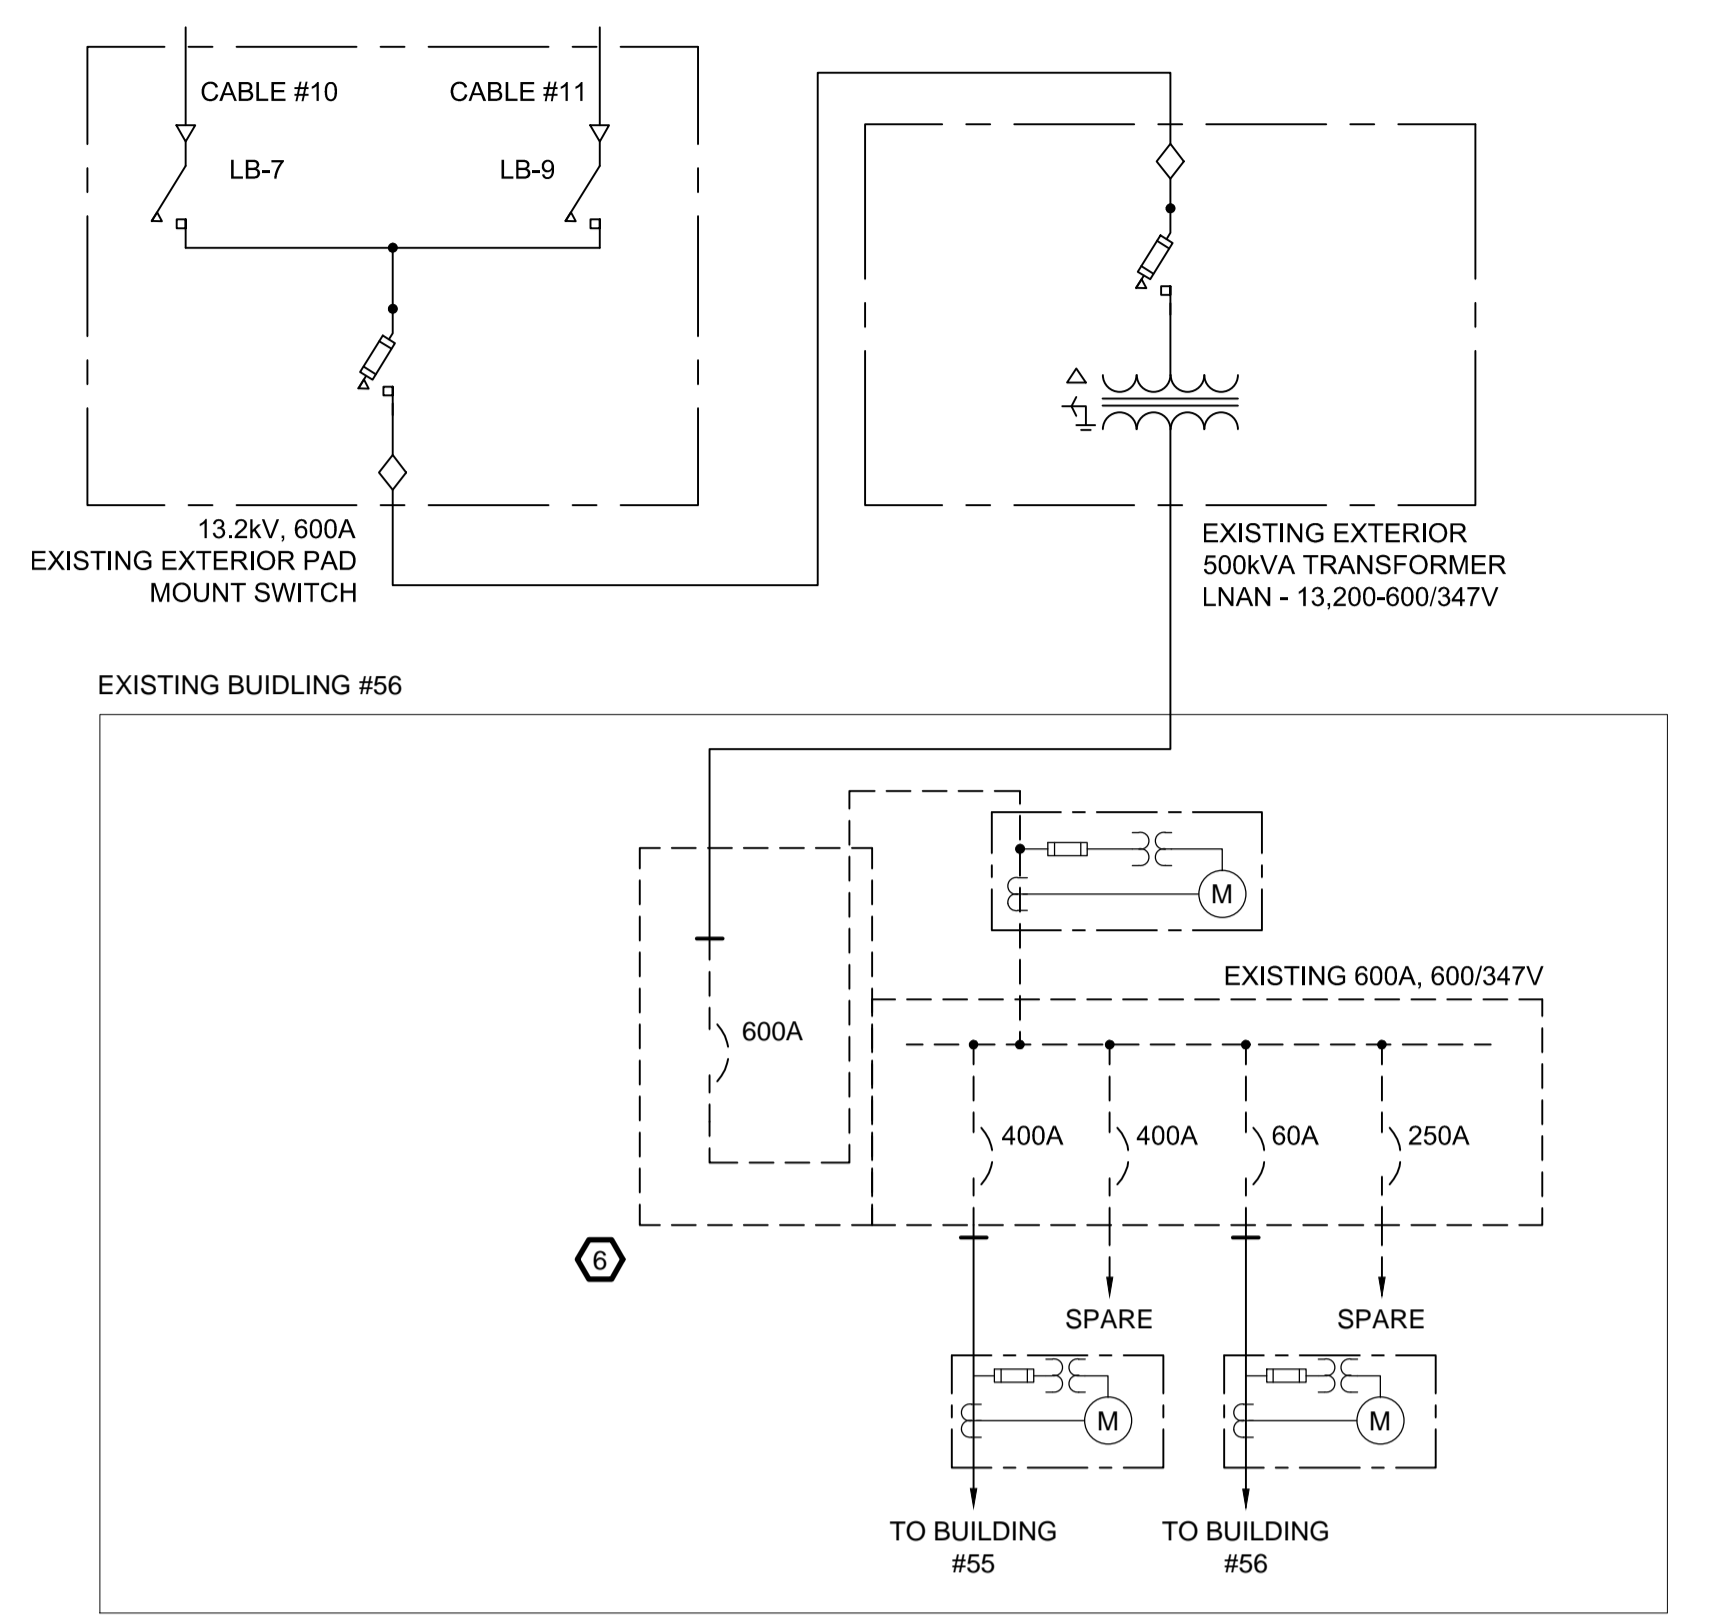 CABLE #10
CABLE #11
LB-7
LB-9
13.2kV, 600A
EXISTING EXTERIOR PAD
MOUNT SWITCH
EXISTING EXTERIOR
500kVA TRANSFORMER
LNAN - 13,200-600/347V
EXISTING BUIDLING #56
M
EXISTING 600A, 600/347V
600A
400A
400A
60A
250A
6
SPARE
SPARE
M
M
TO BUILDING
#55
TO BUILDING
#56